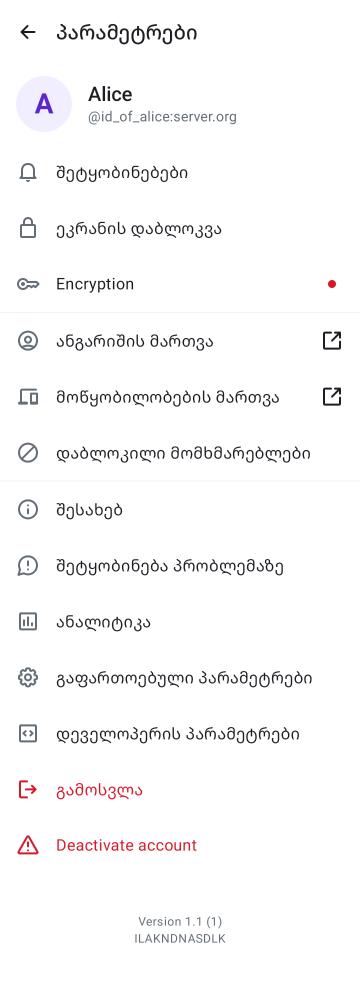 პარამეტრები
A
Alice
@id_of_alice:server.org
შეტყობინებები
ეკრანის დაბლოკვა
Encryption
ანგარიშის მართვა
მოწყობილობების მართვა
დაბლოკილი მომხმარებლები
შესახებ
შეტყობინება პრობლემაზე
ანალიტიკა
გაფართოებული პარამეტრები
დეველოპერის პარამეტრები
გამოსვლა
Deactivate account
Version 1.1 (1)
ILAKNDNASDLK